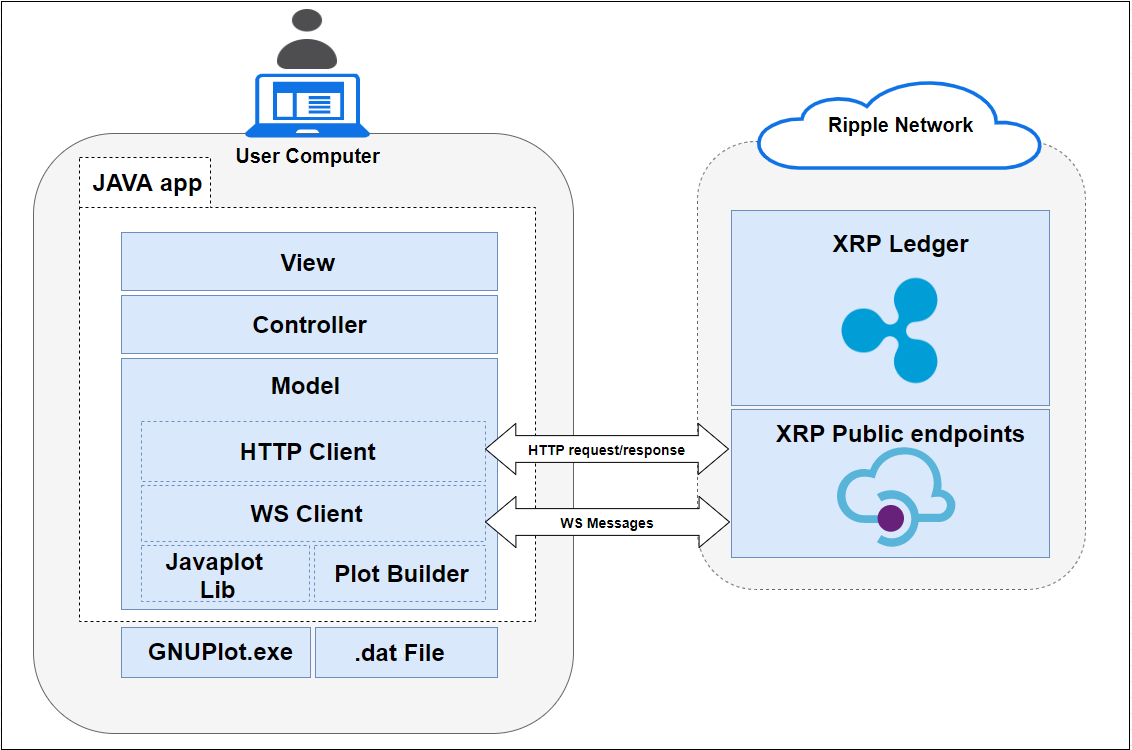 User Computer
JAVA app
View
Controller
Model
HTTP Client
WS Client
Javaplot
Lib
Plot Builder
GNUPlot.exe
.dat File
HTTP request/response
WS Messages
Ripple Network
XRP Ledger
XRP Public endpoints